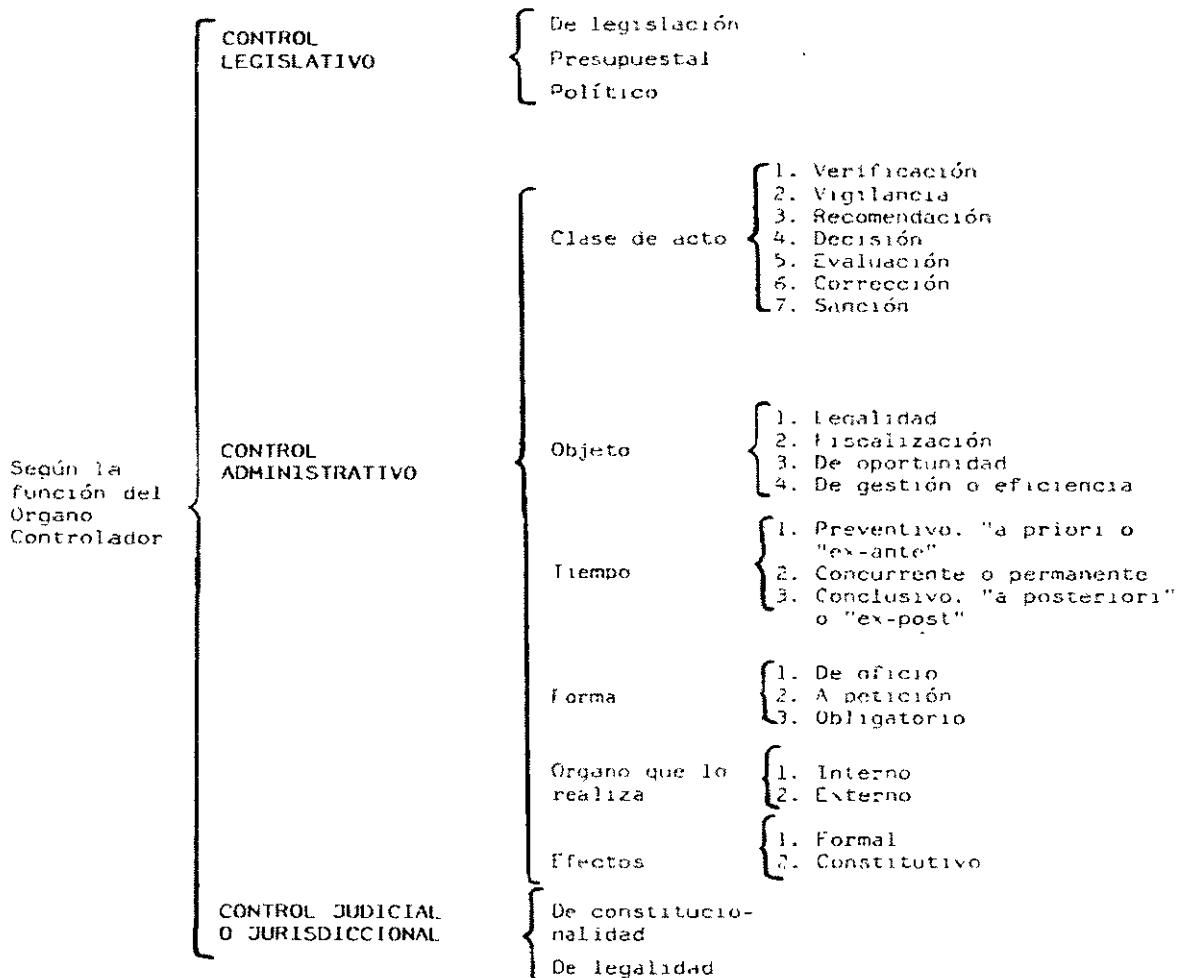 CONTROL
LEGISLATIVO
De legislación
Presupuestal
Político
Según la
función del
Organo
Controlador
CONTROL
ADMINISTRATIVO
Clase de acto
1. Verificación
2. Vigilancia
3. Recomendación
4. Decisión
5. Evaluación
6. Corrección
7. Sanción
Objeto
1. Legalidad
2. Fiscalización
3. De oportunidad
4. De gestión o eficiencia
Tiempo
1. Preventivo. "a priori o
"ex-ante"
2. Concurrente o permanente
3. Conclusivo. "a posteriori"
o "ex-post"
Forma
1. De oficio
2. A petición
3. Obligatorio
Organo que lo
realiza
1. Interno
2. Externo
Efectos
1. Formal
2. Constitutivo
CONTROL JUDICIAL
O JURISDICCIONAL
De constitucio-
nalidad
De legalidad